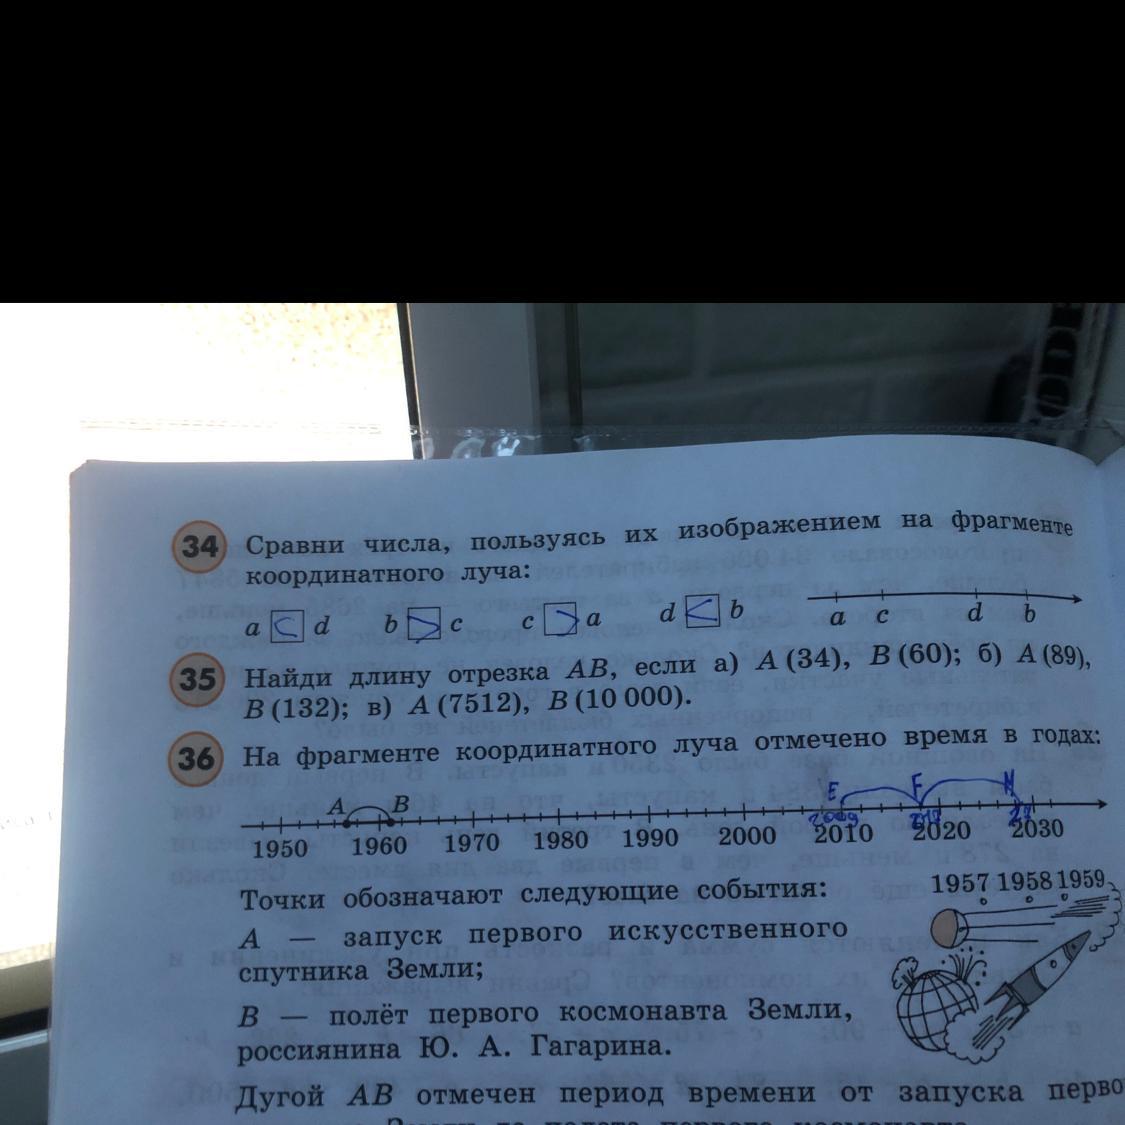 34 Сравни числа, пользуясь их изображением на фрагменте
координатного луча:
a < d b > c c > a d < b
a c d b
35 Найди длину отрезка AB, если а) A (34), B (60); б) A (89),
B (132); в) A (7512), B (10 000).
36 На фрагменте координатного луча отмечено время в годах:
A B E F
1950 1960 1970 1980 1990 2000 2010 2020 2030
2009
Точки обозначают следующие события:
1957 1958 1959
A — запуск первого искусственного
спутника Земли;
B — полёт первого космонавта Земли,
россиянина Ю. А. Гагарина.
Дугой AB отмечен период времени от запуска перво